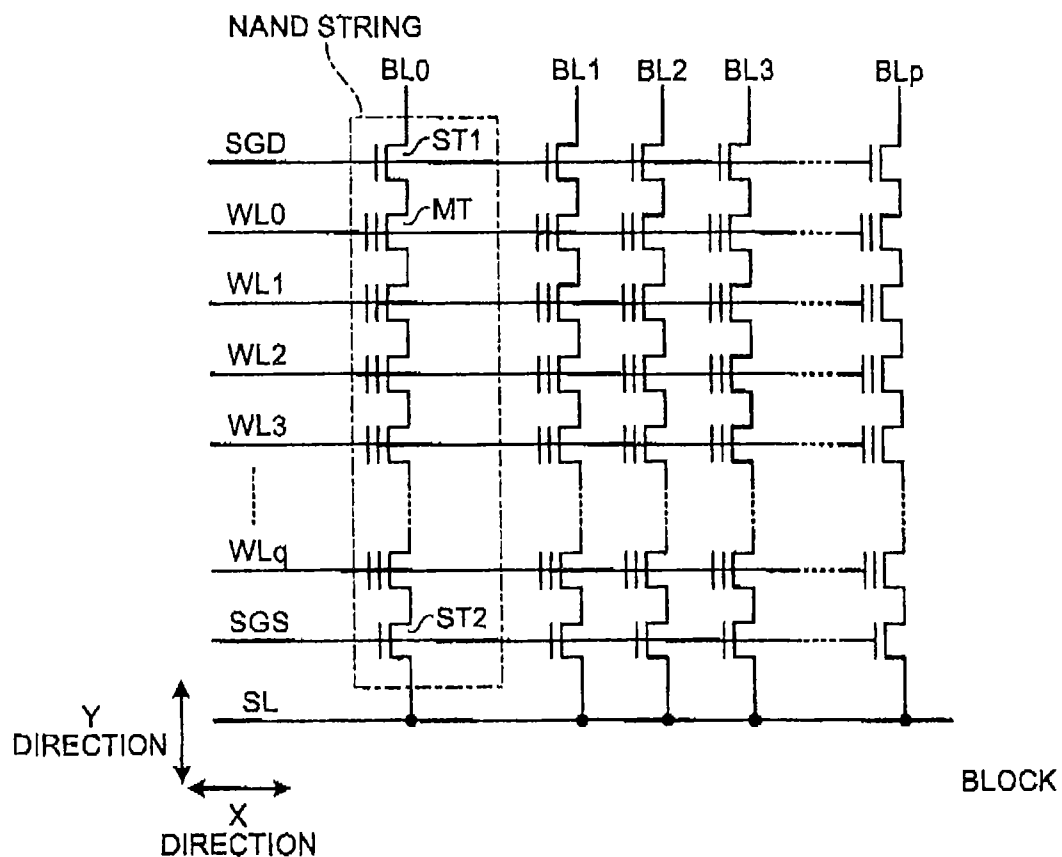 NAND STRING
BL0 BL1 BL2 BL3 BLp
SGD ST1
WL0 MT
WL1
WL2
WL3
WLq
SGS ST2
SL
Y
DIRECTION
X
DIRECTION
BLOCK